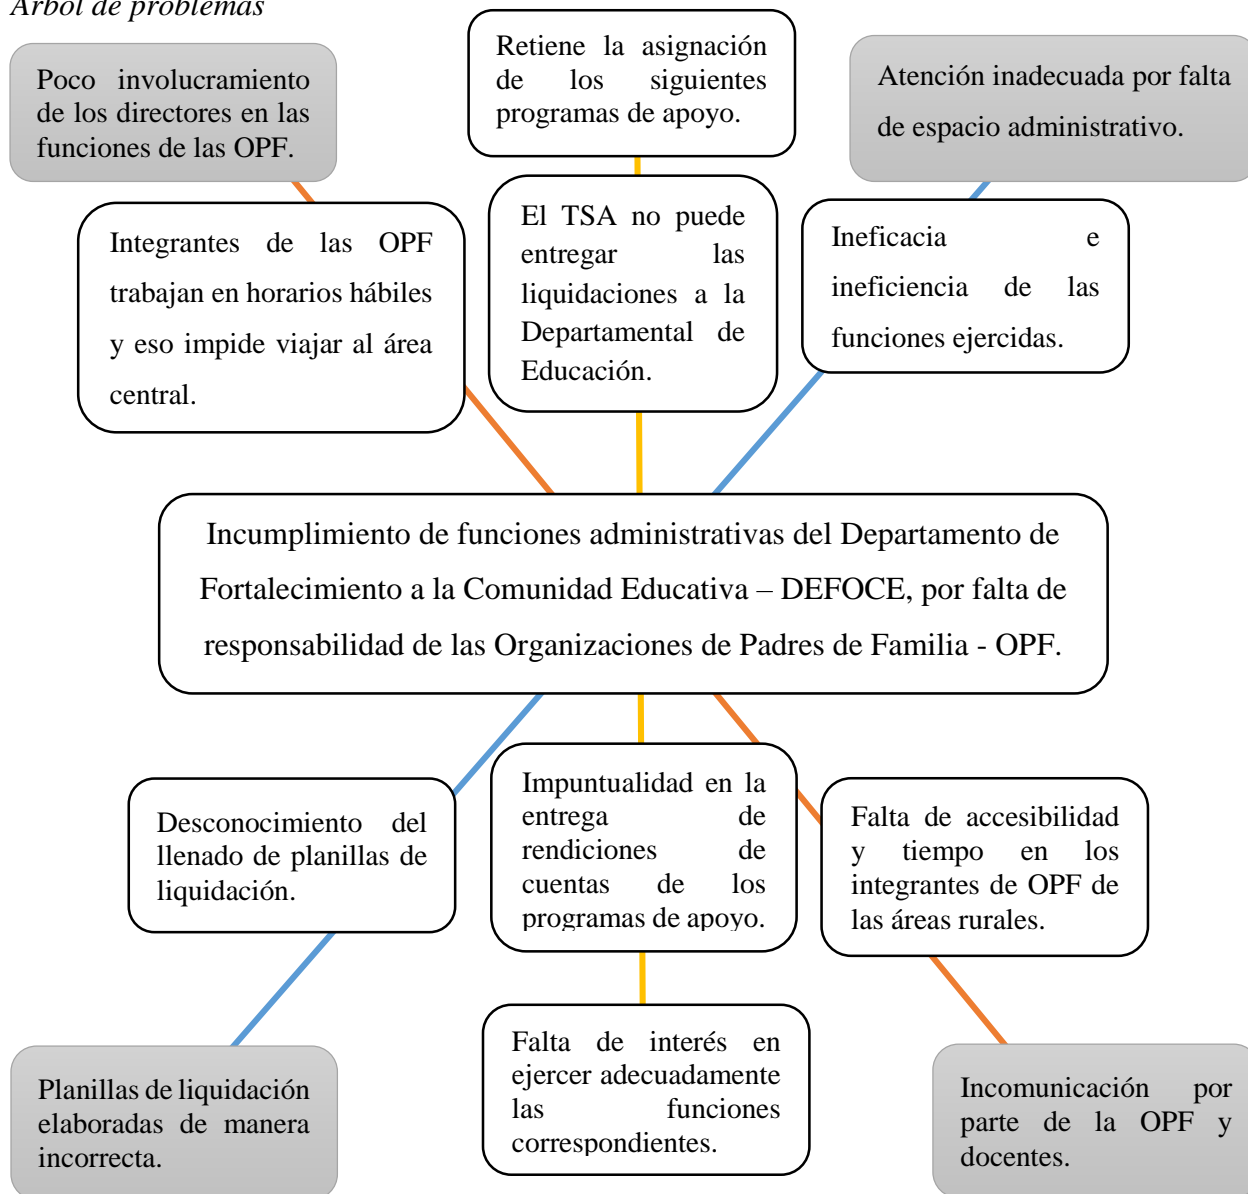 Árbol de problemas
Poco involucramiento
de los directores en las
funciones de las OPF.
Retiene la asignación
de los siguientes
programas de apoyo.
Atención inadecuada por falta
de espacio administrativo.
Integrantes de las OPF
trabajan en horarios hábiles
y eso impide viajar al área
central.
El TSA no puede
entregar las
liquidaciones a la
Departamental de
Educación.
Ineficacia e
ineficiencia de las
funciones ejercidas.
Incumplimiento de funciones administrativas del Departamento de
Fortalecimiento a la Comunidad Educativa – DEFOCE, por falta de
responsabilidad de las Organizaciones de Padres de Familia - OPF.
Desconocimiento del
llenado de planillas de
liquidación.
Impuntualidad en la
entrega de
rendiciones de
cuentas de los
programas de apoyo.
Falta de accesibilidad
y tiempo en los
integrantes de OPF de
las áreas rurales.
Planillas de liquidación
elaboradas de manera
incorrecta.
Falta de interés en
ejercer adecuadamente
las funciones
correspondientes.
Incomunicación por
parte de la OPF y
docentes.